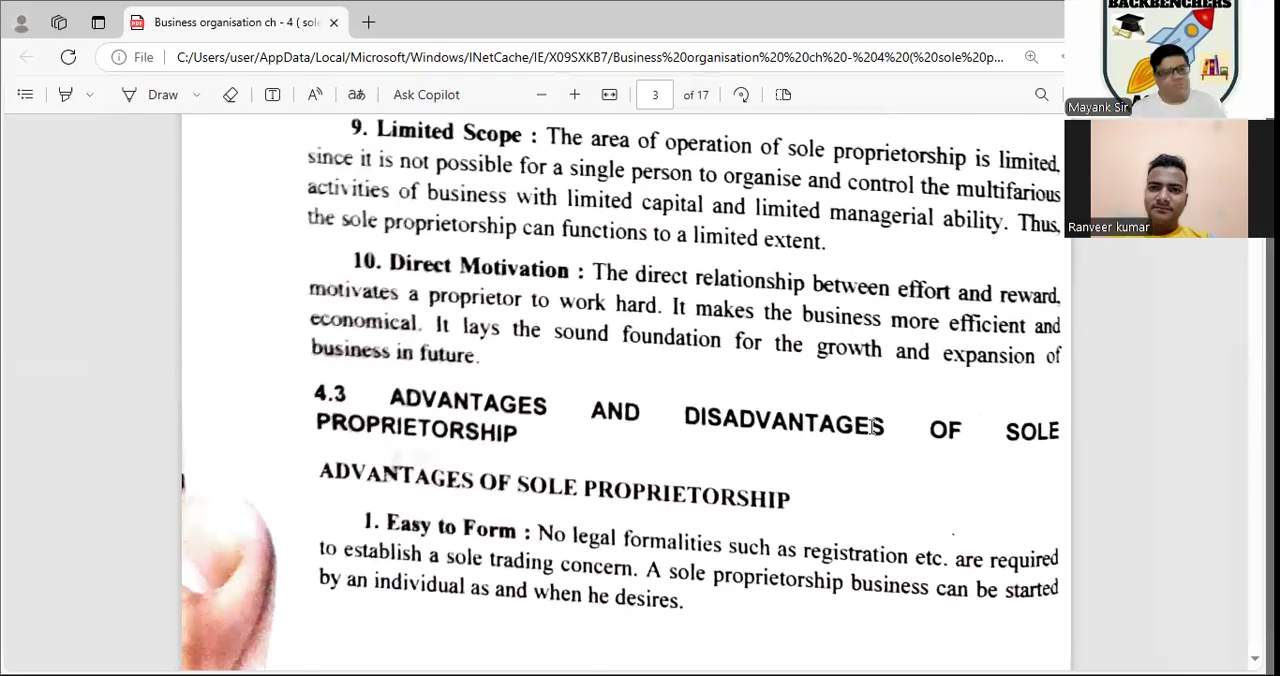 Business organisation ch - 4 ( sole
File
C:/Users/user/AppData/Local/Microsoft/Windows/INetCache/IE/X09SXKB7/Business%20organisation%20%20ch%20-%204%20(%20sole%20p...
Draw
Ask Copilot
3 of 17
BACKBENCHERS
Mayank Sir
Ranveer kumar
9. Limited Scope : The area of operation of sole proprietorship is limited,
since it is not possible for a single person to organise and control the multifarious
activities of business with limited capital and limited managerial ability. Thus,
the sole proprietorship can functions to a limited extent.
10. Direct Motivation : The direct relationship between effort and reward,
motivates a proprietor to work hard. It makes the business more efficient and
economical. It lays the sound foundation for the growth and expansion of
business in future.
4.3 ADVANTAGES AND DISADVANTAGES OF SOLE
PROPRIETORSHIP
ADVANTAGES OF SOLE PROPRIETORSHIP
1. Easy to Form : No legal formalities such as registration etc. are required
to establish a sole trading concern. A sole proprietorship business can be started
by an individual as and when he desires.